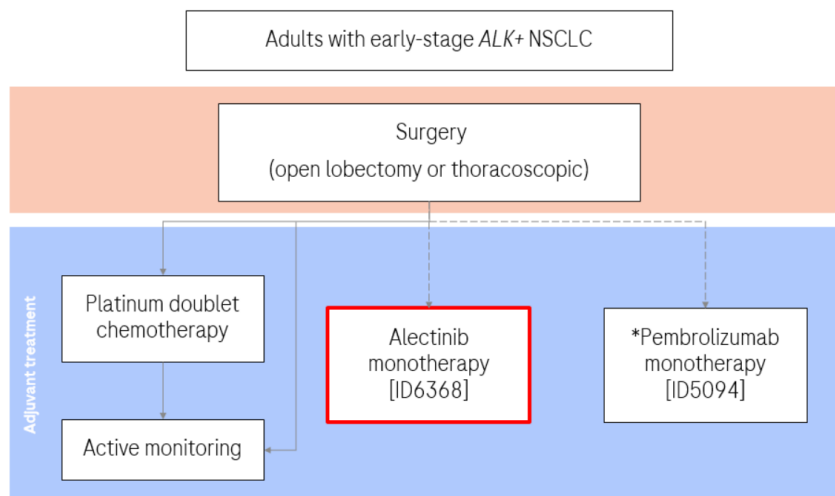 Adults with early-stage ALK+ NSCLC
Surgery
(open lobectomy or thoracoscopic)
Adjuvant treatment
Platinum doublet
chemotherapy
Active monitoring
Alectinib
monotherapy
[ID6368]
*Pembrolizumab
monotherapy
[ID5094]